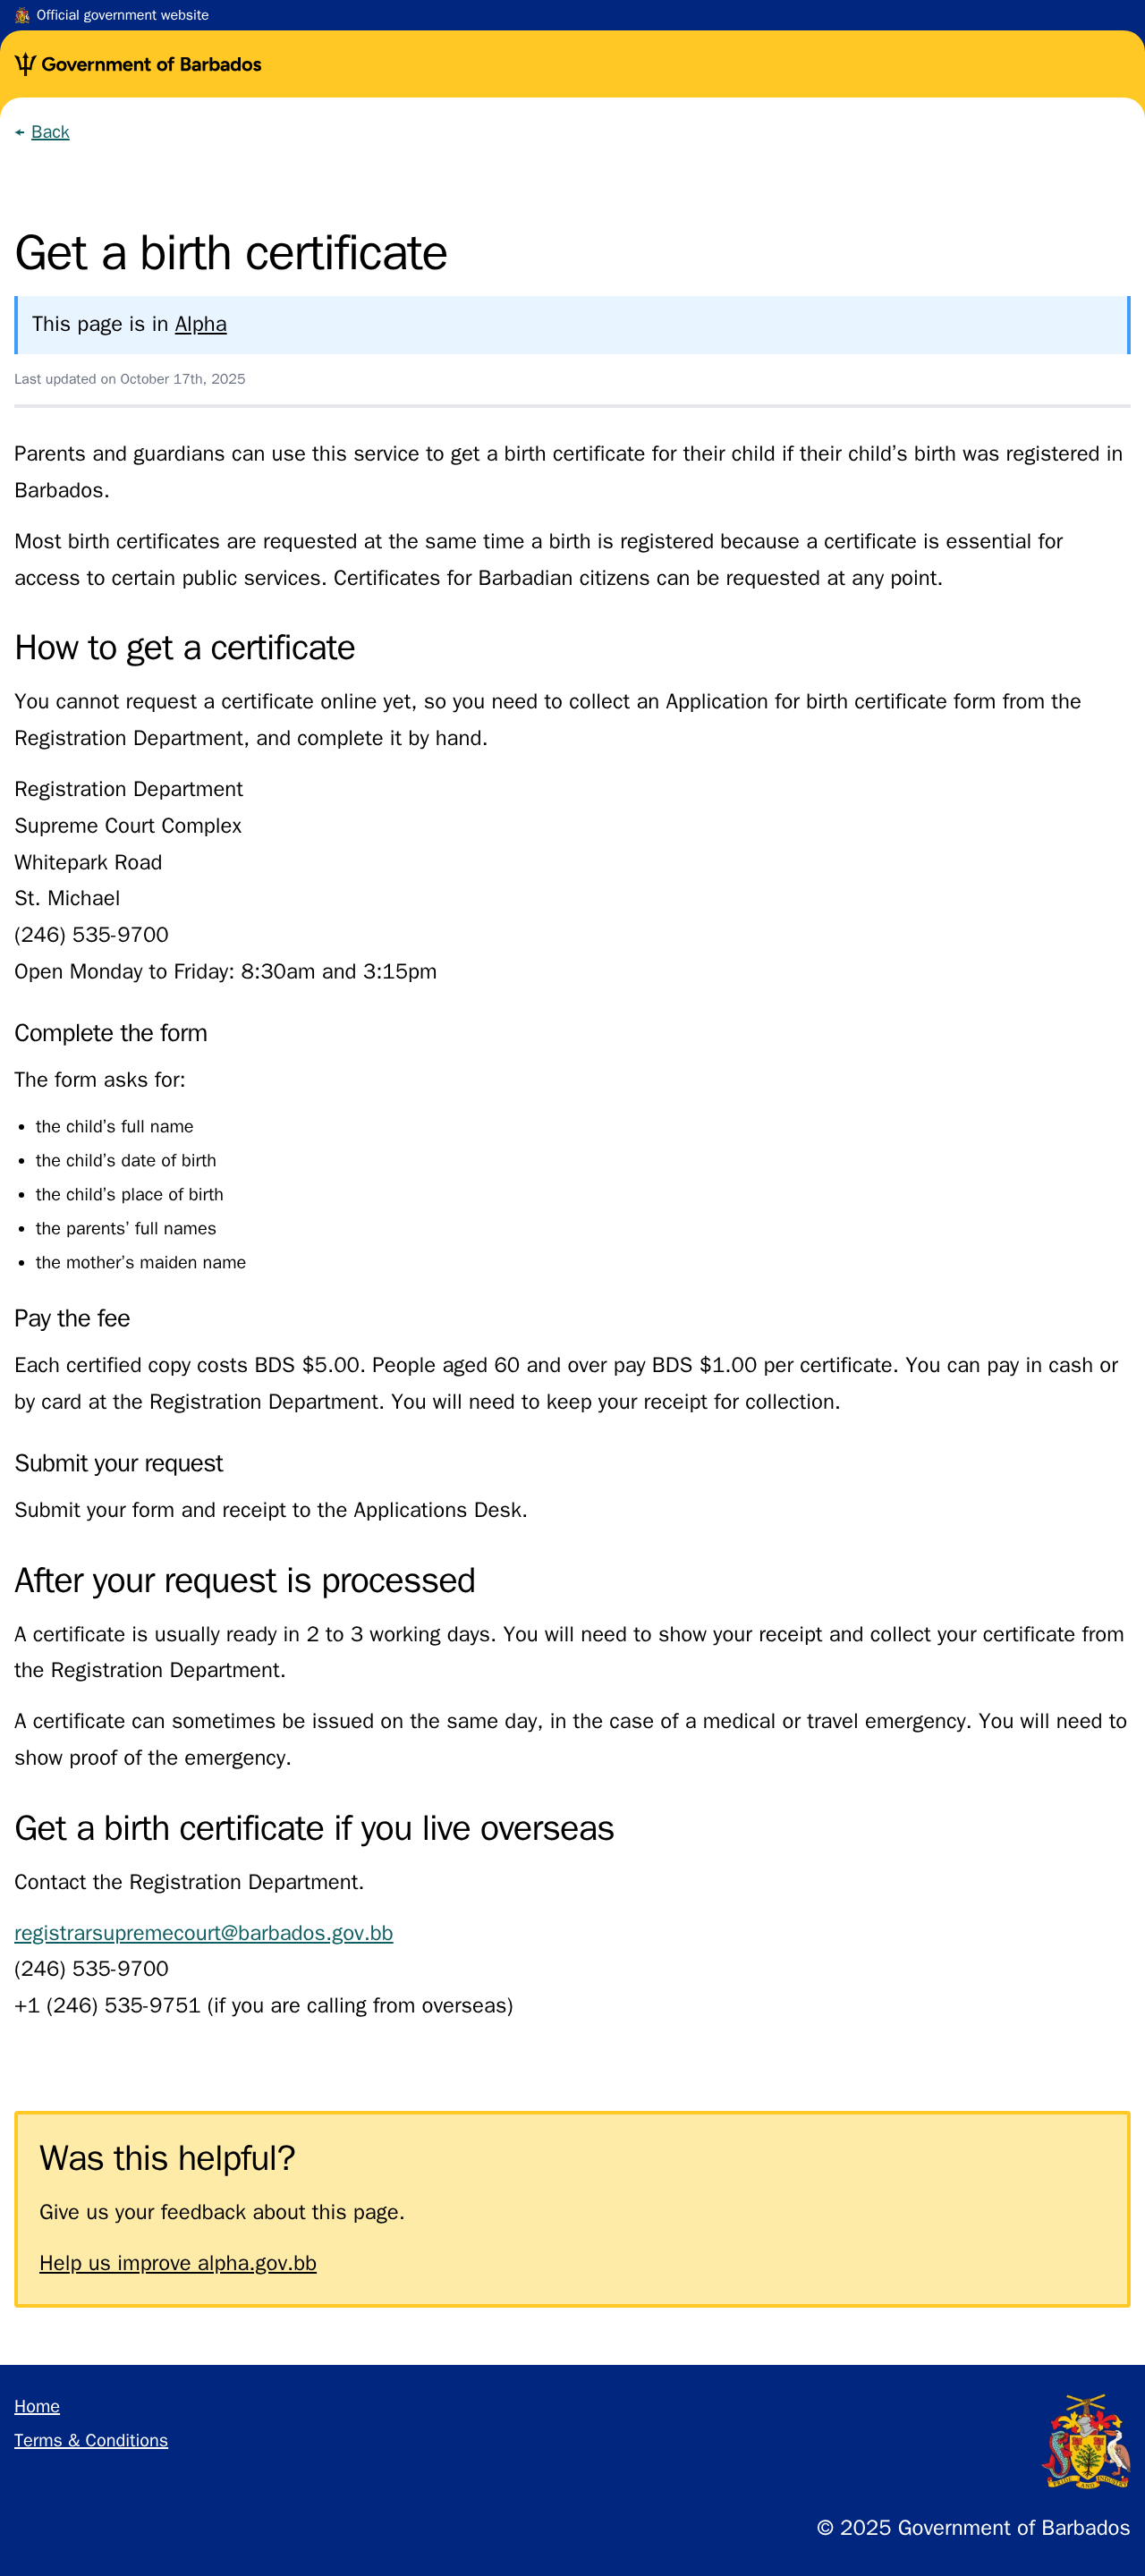 Official government website
Government of Barbados
Back
Get a birth certificate
This page is in Alpha
Last updated on October 17th, 2025
Parents and guardians can use this service to get a birth certificate for their child if their child’s birth was registered in
Barbados.
Most birth certificates are requested at the same time a birth is registered because a certificate is essential for
access to certain public services. Certificates for Barbadian citizens can be requested at any point.
How to get a certificate
You cannot request a certificate online yet, so you need to collect an Application for birth certificate form from the
Registration Department, and complete it by hand.
Registration Department
Supreme Court Complex
Whitepark Road
St. Michael
(246) 535-9700
Open Monday to Friday: 8:30am and 3:15pm
Complete the form
The form asks for:
• the child’s full name
• the child’s date of birth
• the child’s place of birth
• the parents’ full names
• the mother’s maiden name
Pay the fee
Each certified copy costs BDS $5.00. People aged 60 and over pay BDS $1.00 per certificate. You can pay in cash or
by card at the Registration Department. You will need to keep your receipt for collection.
Submit your request
Submit your form and receipt to the Applications Desk.
After your request is processed
A certificate is usually ready in 2 to 3 working days. You will need to show your receipt and collect your certificate from
the Registration Department.
A certificate can sometimes be issued on the same day, in the case of a medical or travel emergency. You will need to
show proof of the emergency.
Get a birth certificate if you live overseas
Contact the Registration Department.
registrarsupremecourt@barbados.gov.bb
(246) 535-9700
+1 (246) 535-9751 (if you are calling from overseas)
Was this helpful?
Give us your feedback about this page.
Help us improve alpha.gov.bb
Home
Terms & Conditions
PRIDE AND INDUSTRY
© 2025 Government of Barbados